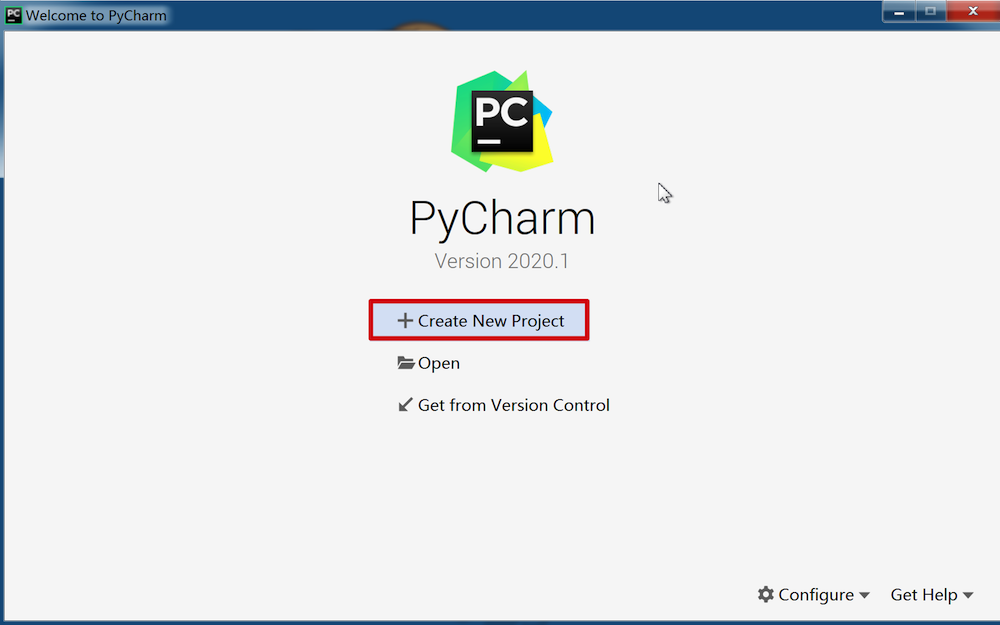 PC Welcome to PyCharm
PC
PyCharm
Version 2020.1
Create New Project
Open
Get from Version Control
Configure Get Help